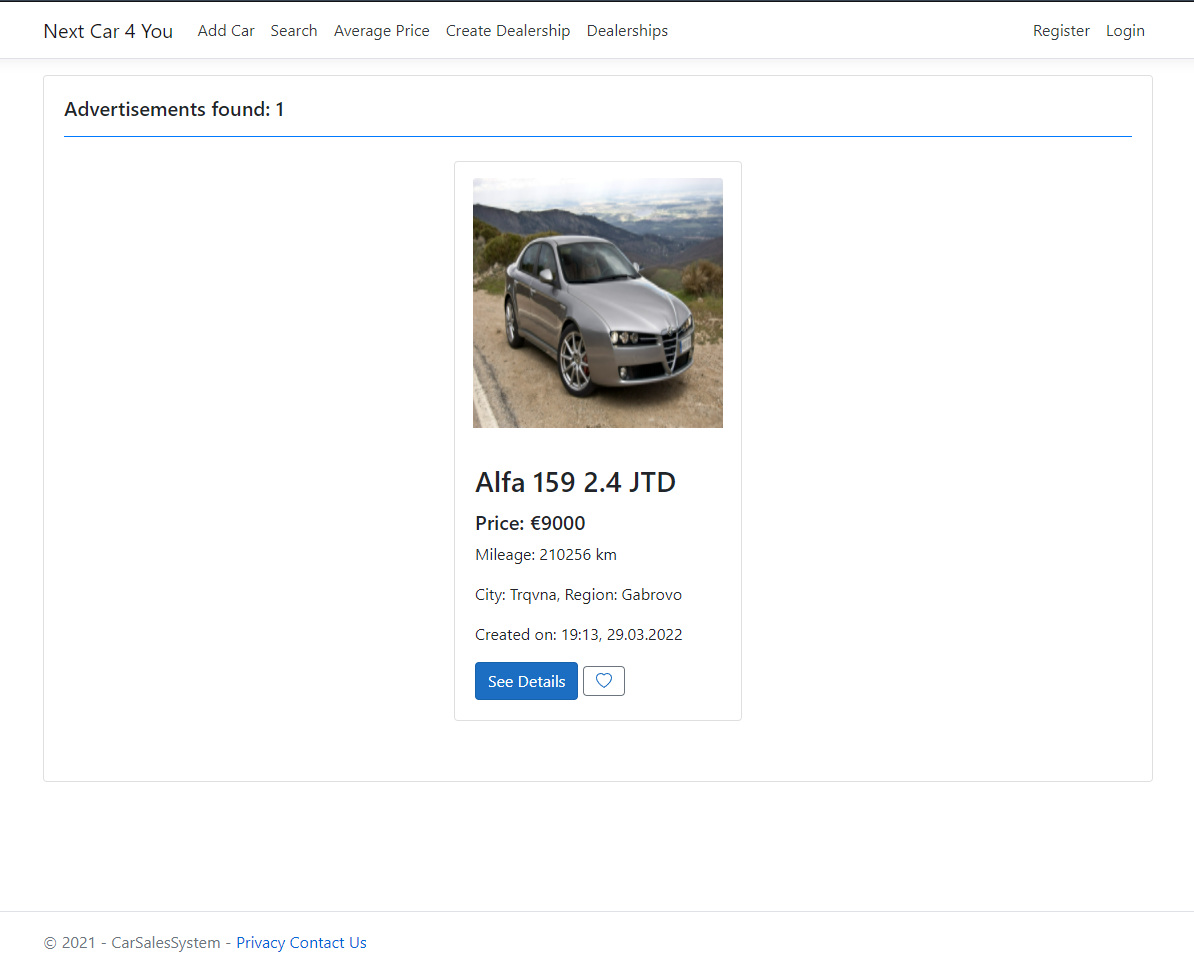 Next Car 4 You Add Car Search Average Price Create Dealership Dealerships Register Login
Advertisements found: 1
Alfa 159 2.4 JTD
Price: €9000
Mileage: 210256 km
City: Trqvna, Region: Gabrovo
Created on: 19:13, 29.03.2022
See Details
© 2021 - CarSalesSystem - Privacy Contact Us